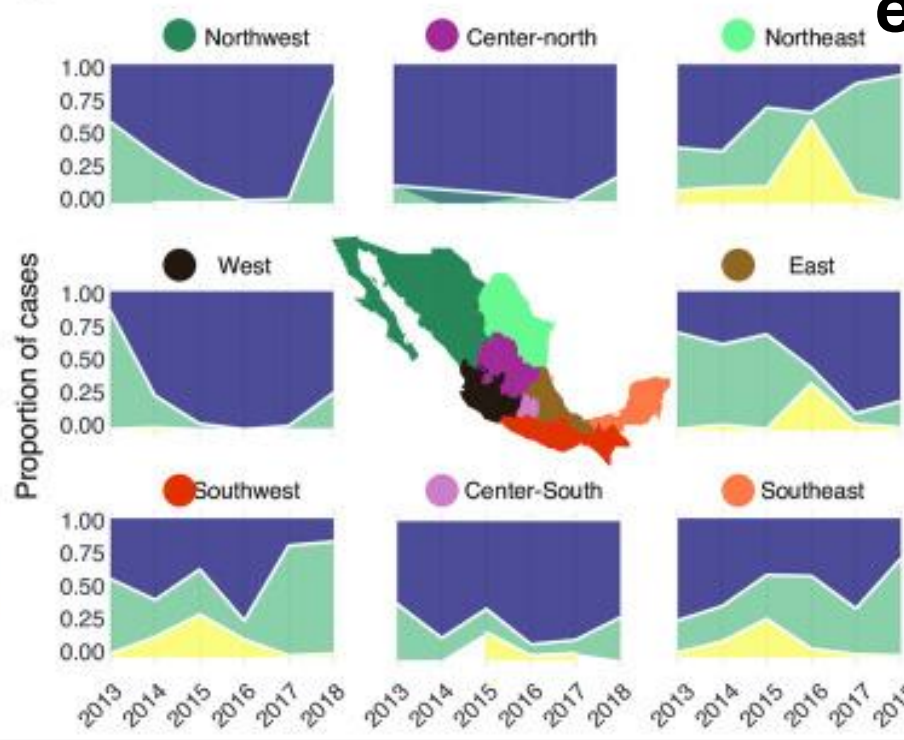 e
Northwest Center-north Northeast
1.00
0.75
0.50
0.25
0.00
Proportion of cases
West East
1.00
0.75
0.50
0.25
0.00
Southwest Center-South Southeast
1.00
0.75
0.50
0.25
0.00
2013 2014 2015 2016 2017 2018 2013 2014 2015 2016 2017 2018 2013 2014 2015 2016 2017